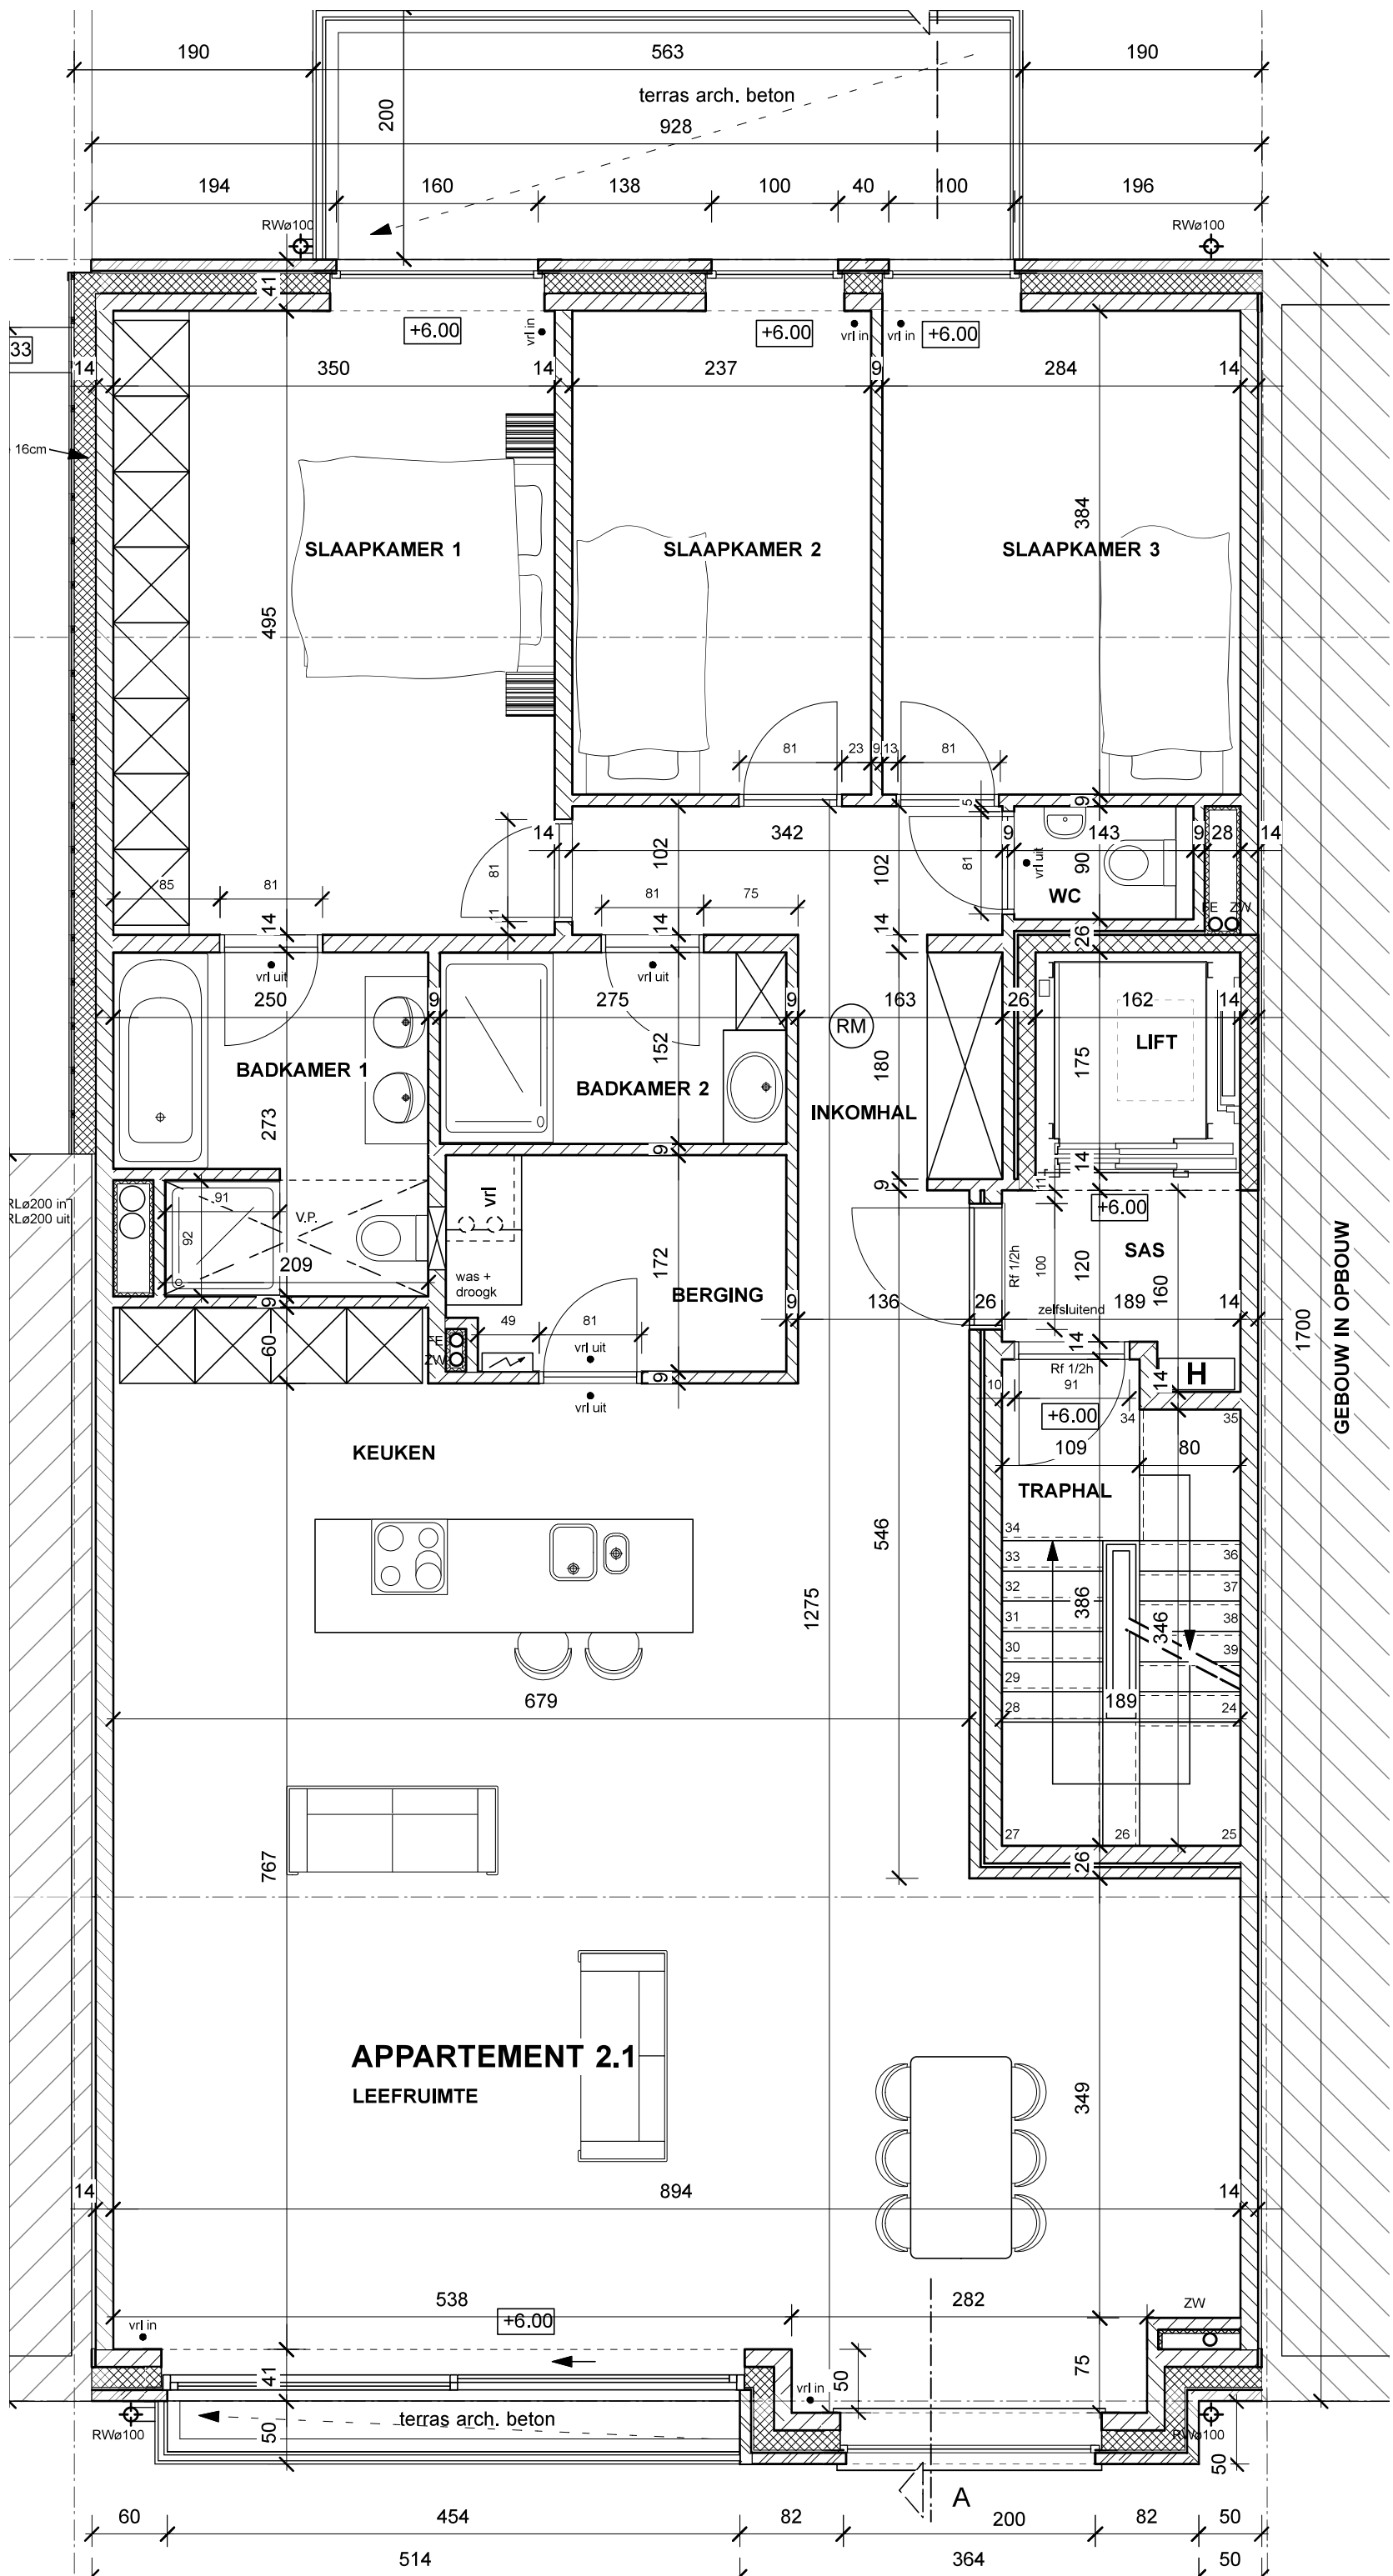 190 563 190
200
terras arch. beton
928
194 160 138 100 40 100 196
RWø100 RWø100
41
+6.00 vrl in +6.00 vrl in vrl in +6.00
33
14 350 14 237 9 284 14
16cm
384
SLAAPKAMER 1 SLAAPKAMER 2 SLAAPKAMER 3
495
81 23 9 13 81
5 9
14 342 9 143 9 28 14
102 102 90
81 81 vrl uit
85 81 11 81 75 WC
14 14 14 26 ZW
vrl uit vrl uit
250 9 275 9 163 26 162 14
RM
152 LIFT
BADKAMER 1 BADKAMER 2 180 175
INKOMHAL
273
9 14
91 vrl 9 11
RLø200 in
RLø200 uit
V.P. +6.00
92 172 Rf 1/2h 100 120 SAS
209 was +
droogk
BERGING 160
GEBOUW IN OPBOUW
9 49 81 9 136 26 zelfsluitend 189 14
1700
60 FE
ZW vrl uit 14
9 Rf 1/2h 14 H
vrl uit 10 91
+6.00 34 35
KEUKEN 109 80
TRAPHAL
34
546 33 36
32 386 37
1275 31 346 38
30 39
29
679 28 189 24
27 26 25
767 26
APPARTEMENT 2.1
LEEFRUIMTE
349
14 894 14
538 282 ZW
+6.00
vrl in
41 50 75
vrl in
terras arch. beton
RWø100 50 RWø100
50
A
60 454 82 200 82 50
514 364 50